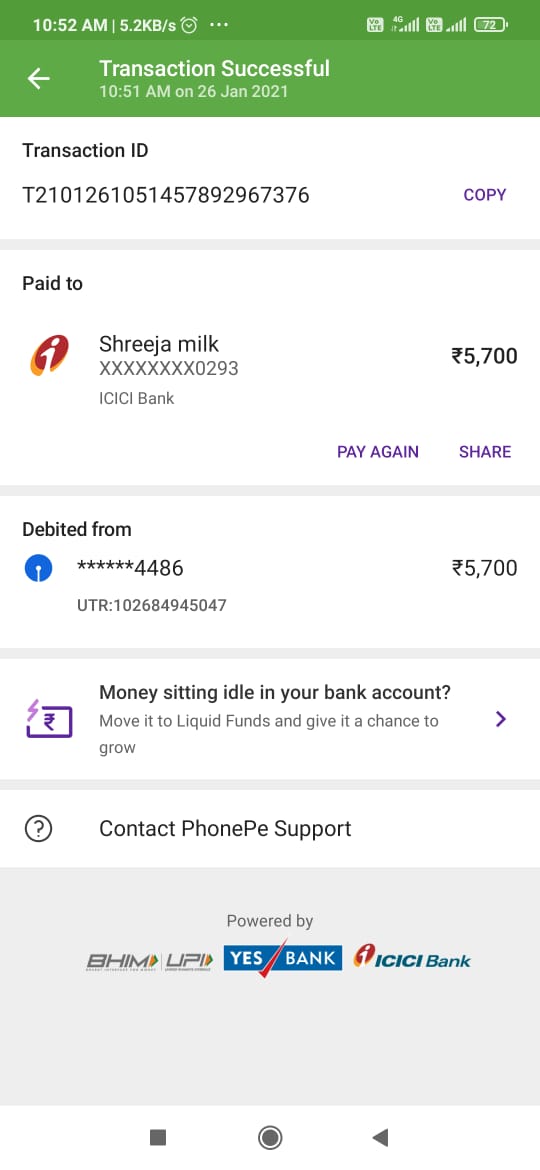 10:52 AM | 5.2KB/s ...
Vo LTE 4G Vo LTE 72
Transaction Successful
10:51 AM on 26 Jan 2021
Transaction ID
T2101261051457892967376 COPY
Paid to
Shreeja milk
XXXXXXXX0293
₹5,700
ICICI Bank
PAY AGAIN SHARE
Debited from
******4486 ₹5,700
UTR:102684945047
Money sitting idle in your bank account?
Move it to Liquid Funds and give it a chance to
grow
Contact PhonePe Support
Powered by
BHIM UPI YES BANK ICICI Bank